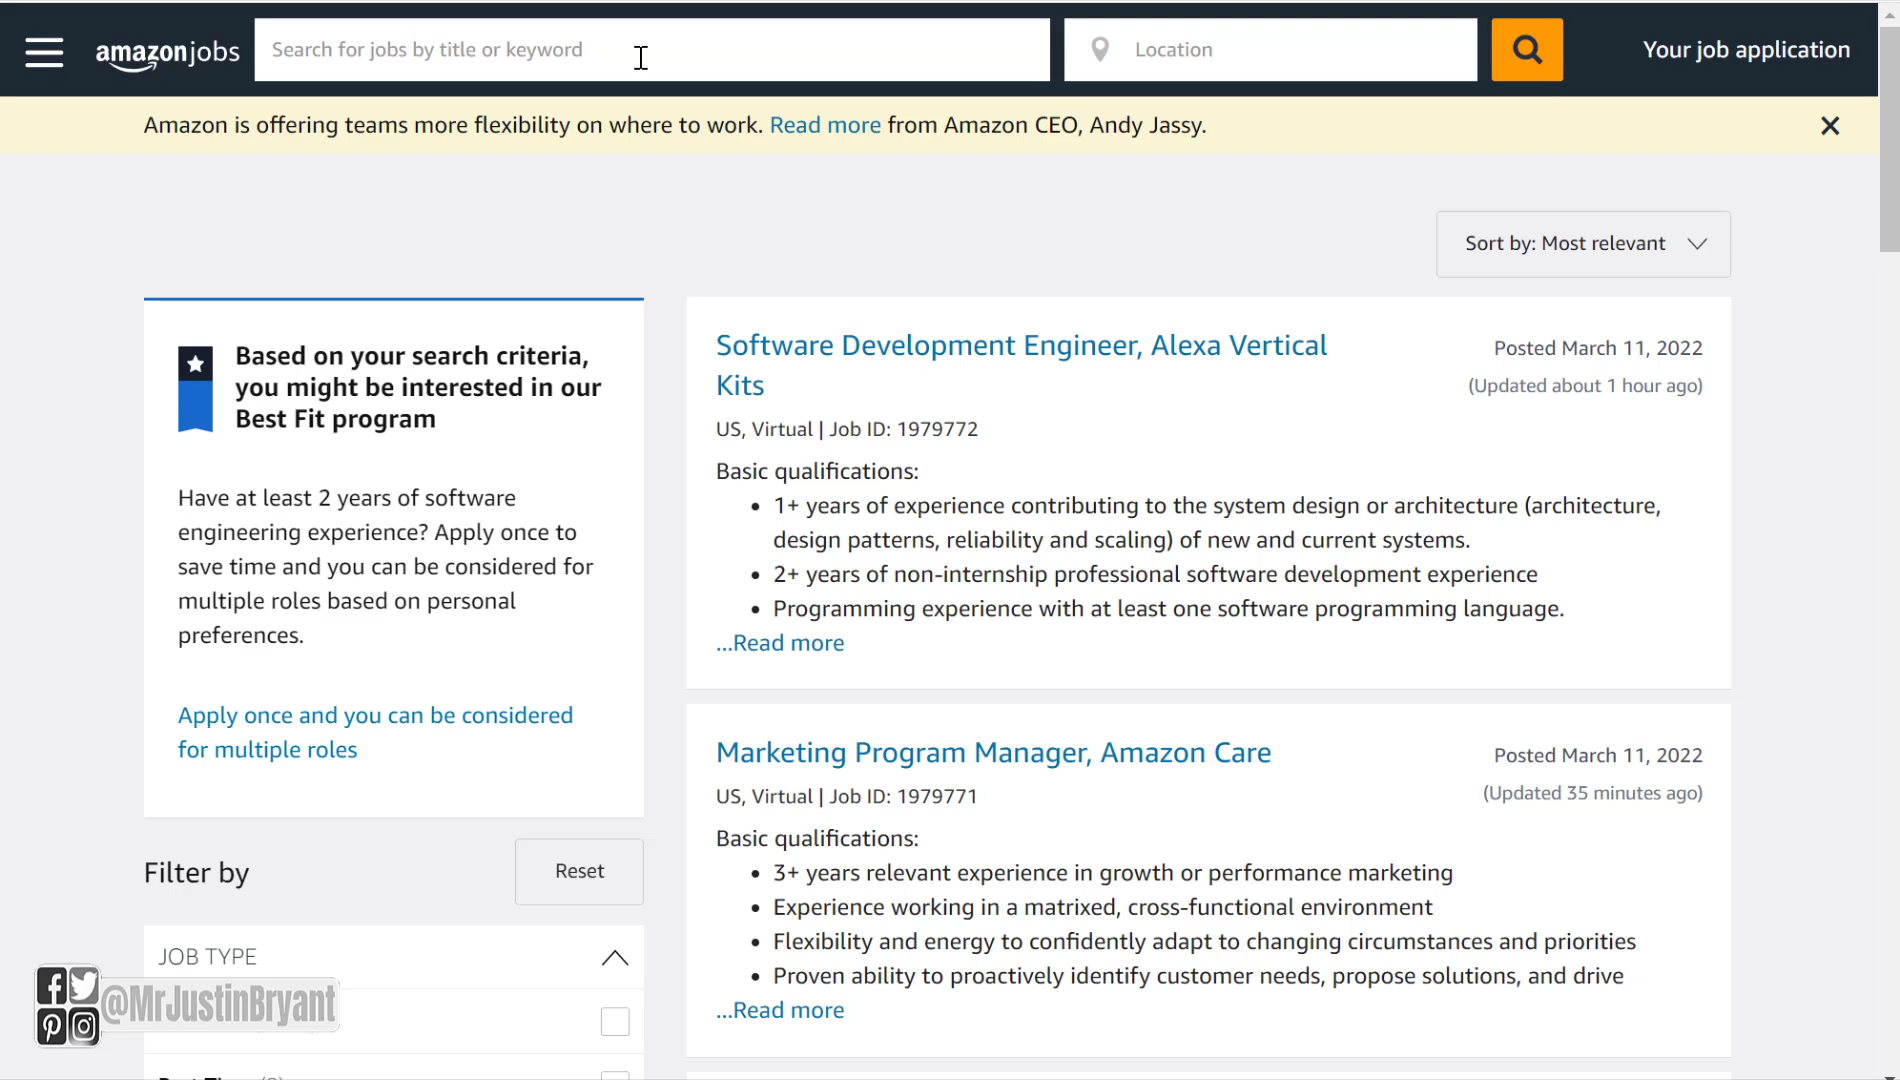 amazonjobs
Search for jobs by title or keyword
Location
Your job application
Amazon is offering teams more flexibility on where to work. Read more from Amazon CEO, Andy Jassy.
Sort by: Most relevant
Based on your search criteria,
you might be interested in our
Best Fit program
Have at least 2 years of software
engineering experience? Apply once to
save time and you can be considered for
multiple roles based on personal
preferences.
Apply once and you can be considered
for multiple roles
Filter by
Reset
JOB TYPE
@MrJustinBryant
Software Development Engineer, Alexa Vertical
Kits
Posted March 11, 2022
(Updated about 1 hour ago)
US, Virtual | Job ID: 1979772
Basic qualifications:
• 1+ years of experience contributing to the system design or architecture (architecture,
design patterns, reliability and scaling) of new and current systems.
• 2+ years of non-internship professional software development experience
• Programming experience with at least one software programming language.
...Read more
Marketing Program Manager, Amazon Care
Posted March 11, 2022
(Updated 35 minutes ago)
US, Virtual | Job ID: 1979771
Basic qualifications:
• 3+ years relevant experience in growth or performance marketing
• Experience working in a matrixed, cross-functional environment
• Flexibility and energy to confidently adapt to changing circumstances and priorities
• Proven ability to proactively identify customer needs, propose solutions, and drive
...Read more